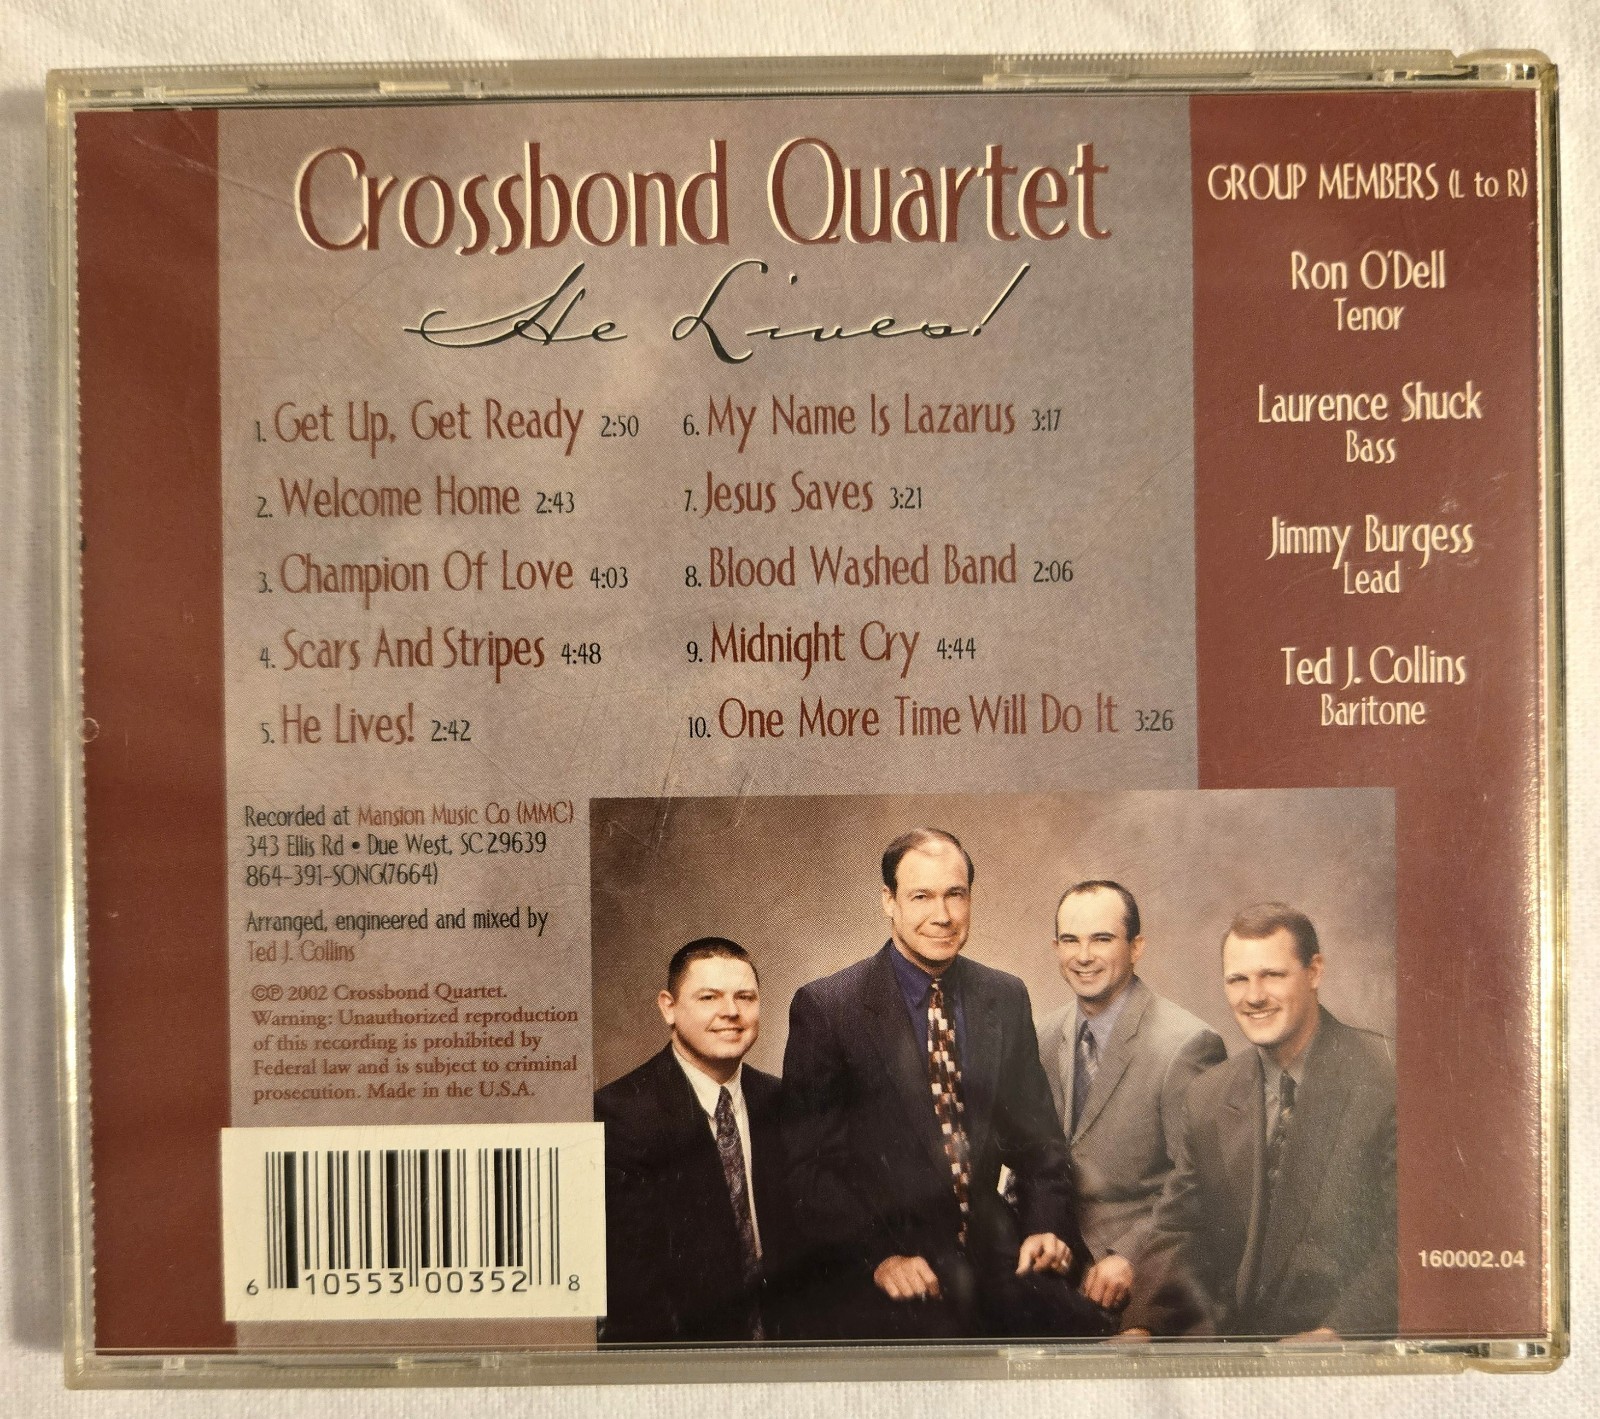 Crossbond Quartet
He Lives!
1. Get Up, Get Ready 2:50
2. Welcome Home 2:43
3. Champion Of Love 4:03
4. Scars And Stripes 4:48
5. He Lives! 2:42
6. My Name Is Lazarus 3:17
7. Jesus Saves 3:21
8. Blood Washed Band 2:06
9. Midnight Cry 4:44
10. One More Time Will Do It 3:26
GROUP MEMBERS (L to R)
Ron O'Dell
Tenor
Laurence Shuck
Bass
Jimmy Burgess
Lead
Ted J. Collins
Baritone
Recorded at Mansion Music Co (MMC)
343 Ellis Rd • Due West, SC 29639
864-391-SONG(7664)
Arranged, engineered and mixed by
Ted J. Collins
©℗ 2002 Crossbond Quartet.
Warning: Unauthorized reproduction
of this recording is prohibited by
Federal law and is subject to criminal
prosecution. Made in the U.S.A.
6 10553 00352 8
160002.04